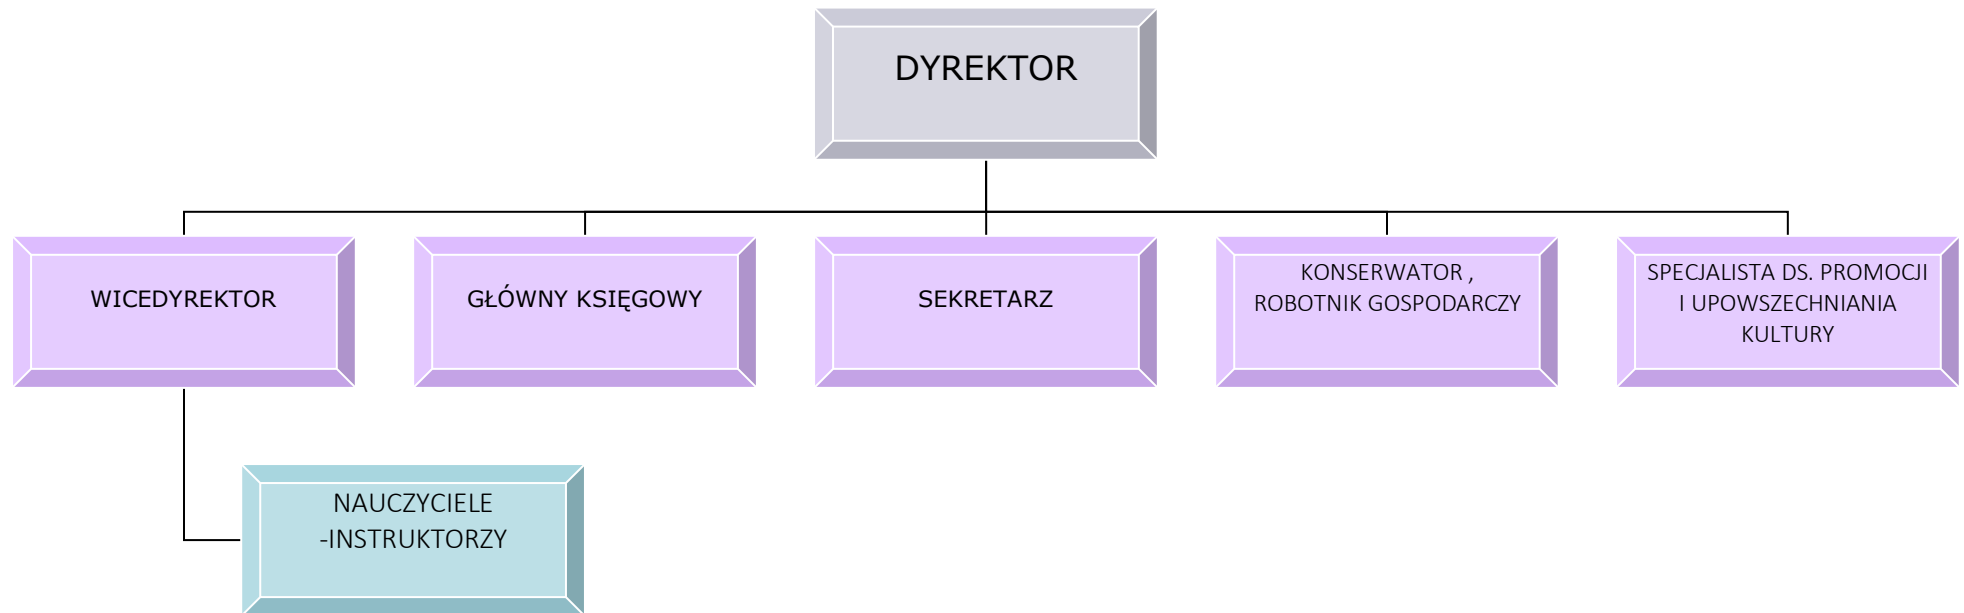 DYREKTOR
WICEDYREKTOR
GŁÓWNY KSIĘGOWY
SEKRETARZ
KONSERWATOR ,
ROBOTNIK GOSPODARCZY
SPECJALISTA DS. PROMOCJI
I UPOWSZECHNIANIA
KULTURY
NAUCZYCIELE
-INSTRUKTORZY